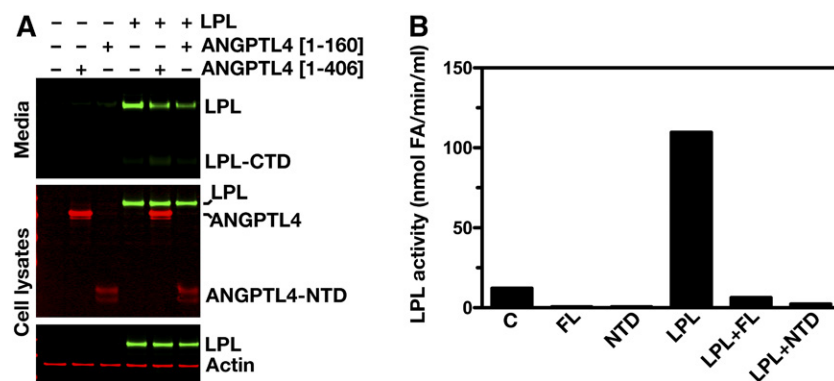 A
− − − + + + LPL
− − + − − + ANGPTL4 [1-160]
− + − − + − ANGPTL4 [1-406]
Media
LPL
LPL-CTD
Cell lysates
LPL
ANGPTL4
ANGPTL4-NTD
LPL
Actin
B
LPL activity (nmol FA/min/ml)
150
100
50
0
C FL NTD LPL LPL+FL LPL+NTD